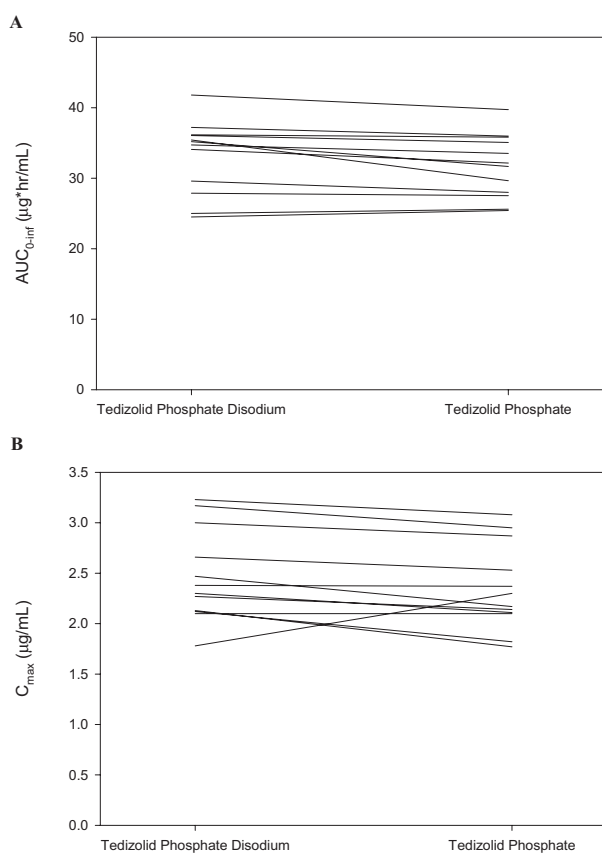 A
50
40
30
20
10
0
AUC0-inf (µg*hr/mL)
Tedizolid Phosphate Disodium Tedizolid Phosphate
B
3.5
3.0
2.5
2.0
1.5
1.0
0.5
0.0
Cmax (µg/mL)
Tedizolid Phosphate Disodium Tedizolid Phosphate